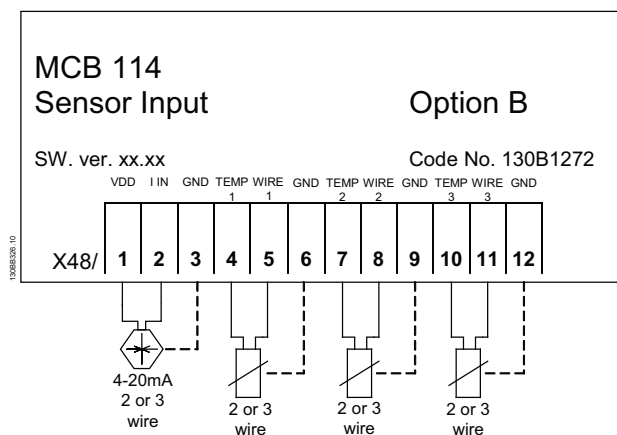 MCB 114
Sensor Input Option B
SW. ver. xx.xx Code No. 130B1272
VDD I IN GND TEMP WIRE GND TEMP WIRE GND TEMP WIRE GND
1 1 2 2 3 3
X48/ 1 2 3 4 5 6 7 8 9 10 11 12
130BB326.10
4-20mA
2 or 3
wire
2 or 3
wire
2 or 3
wire
2 or 3
wire